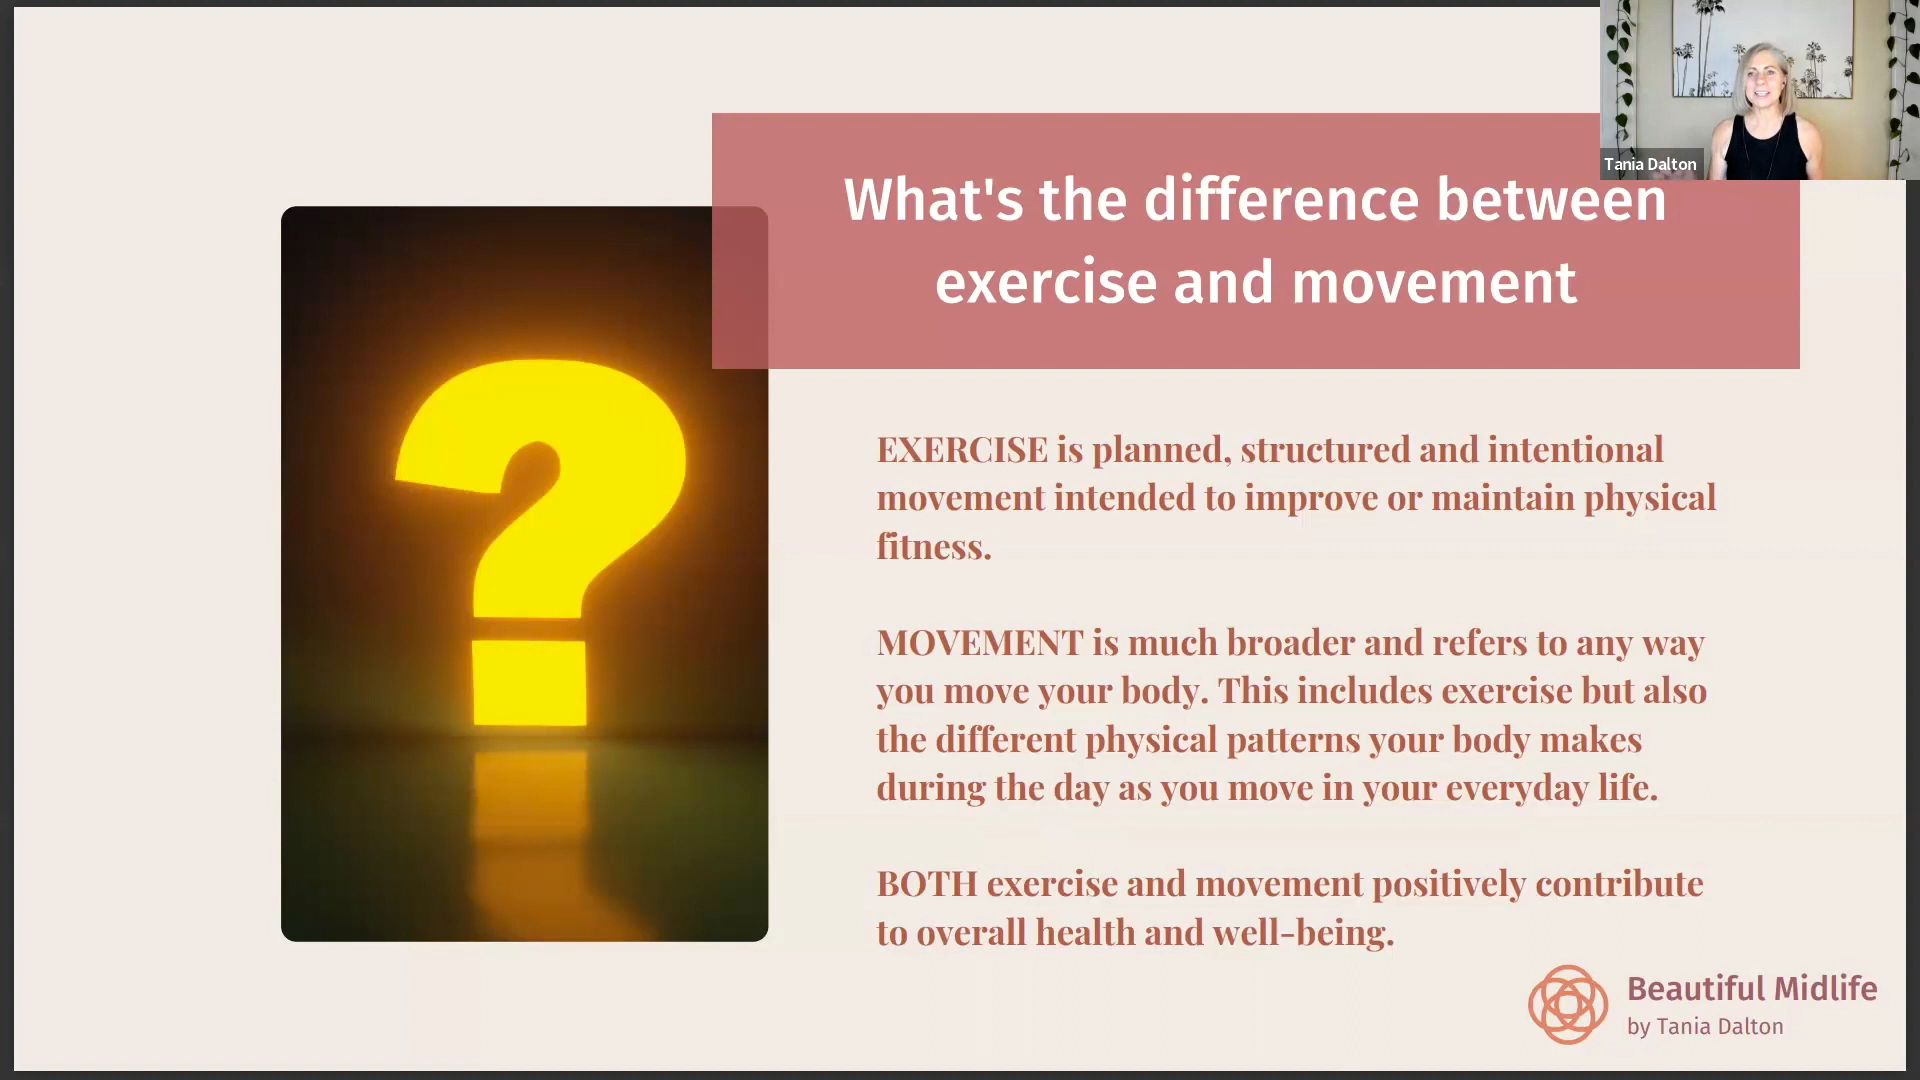 Tania Dalton
What's the difference between
exercise and movement
EXERCISE is planned, structured and intentional
movement intended to improve or maintain physical
fitness.
MOVEMENT is much broader and refers to any way
you move your body. This includes exercise but also
the different physical patterns your body makes
during the day as you move in your everyday life.
BOTH exercise and movement positively contribute
to overall health and well-being.
Beautiful Midlife
by Tania Dalton